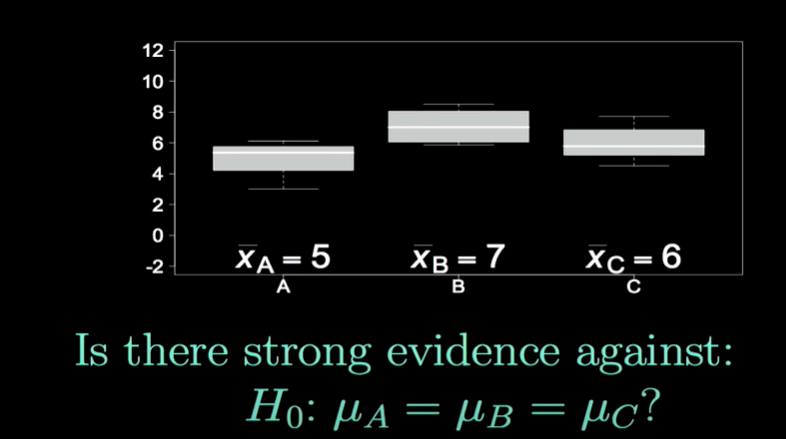 12
10
8
6
4
2
0
-2
x̅A = 5
x̅B = 7
x̅C = 6
A
B
C
Is there strong evidence against:
H₀: μA = μB = μC?